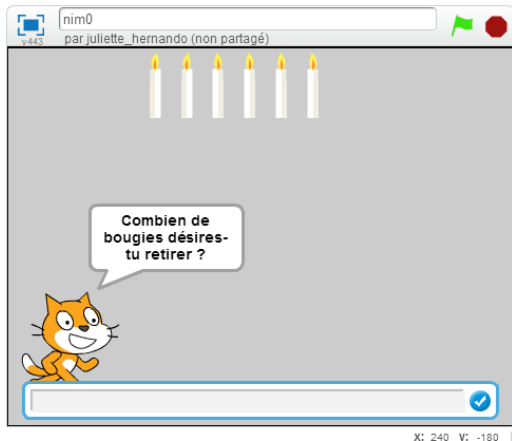 nim0
v443
par juliette_hernando (non partagé)
Combien de
bougies désires-
tu retirer ?
X: 240 Y: -180